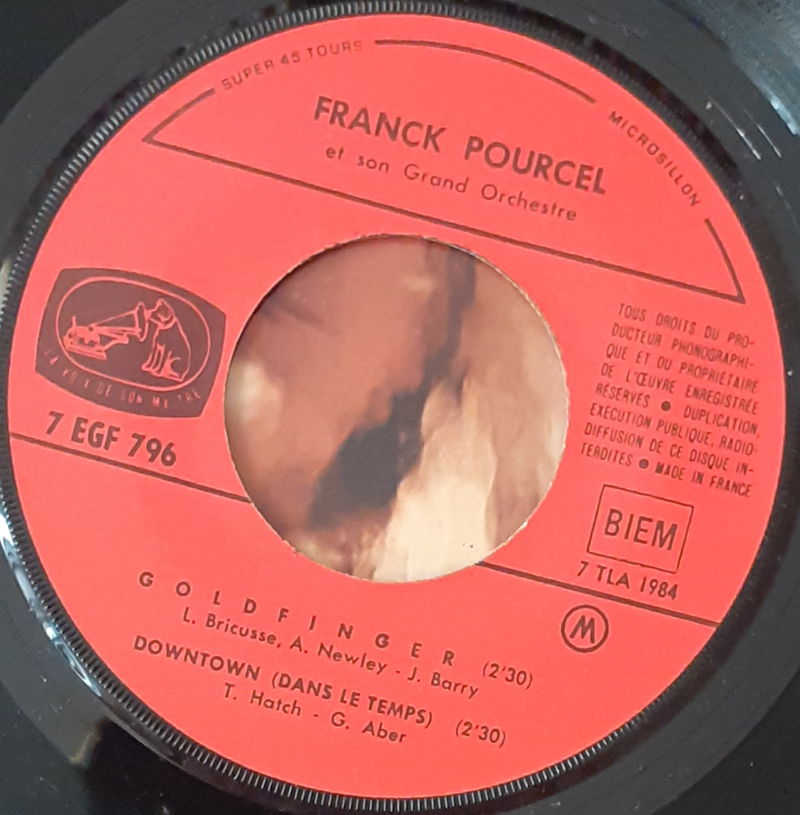 SUPER 45 TOURS
MICROSILLON
FRANCK POURCEL
et son Grand Orchestre
LA VOIX DE SON MAITRE
7 EGF 796
TOUS DROITS DU PRO-
DUCTEUR PHONOGRAPHI-
QUE ET DU PROPRIÉTAIRE
DE L'ŒUVRE ENREGISTRÉE
RÉSERVÉS ● DUPLICATION,
EXÉCUTION PUBLIQUE, RADIO-
DIFFUSION DE CE DISQUE IN-
TERDITES ● MADE IN FRANCE
BIEM
7 TLA 1984
M
GOLDFINGER (2'30)
L. Bricusse, A. Newley - J. Barry
DOWNTOWN (DANS LE TEMPS) (2'30)
T. Hatch - G. Aber